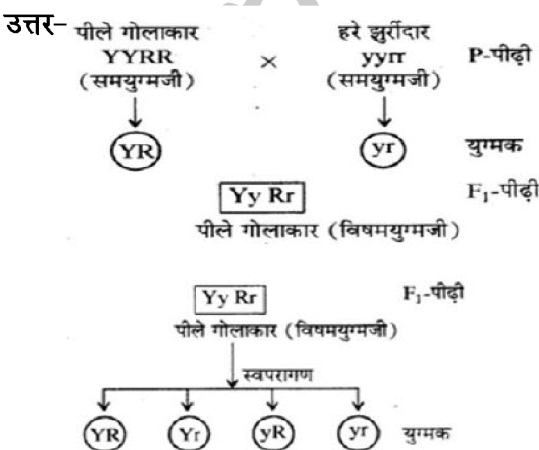 उत्तर– पीले गोलाकार हरे झुर्रीदार
YYRR × yyrr P-पीढ़ी
(समयुग्मजी) (समयुग्मजी)
YR yr युग्मक
Yy Rr F₁-पीढ़ी
पीले गोलाकार (विषमयुग्मजी)
Yy Rr F₁-पीढ़ी
पीले गोलाकार (विषमयुग्मजी)
स्वपरागण
YR Yr yR yr युग्मक